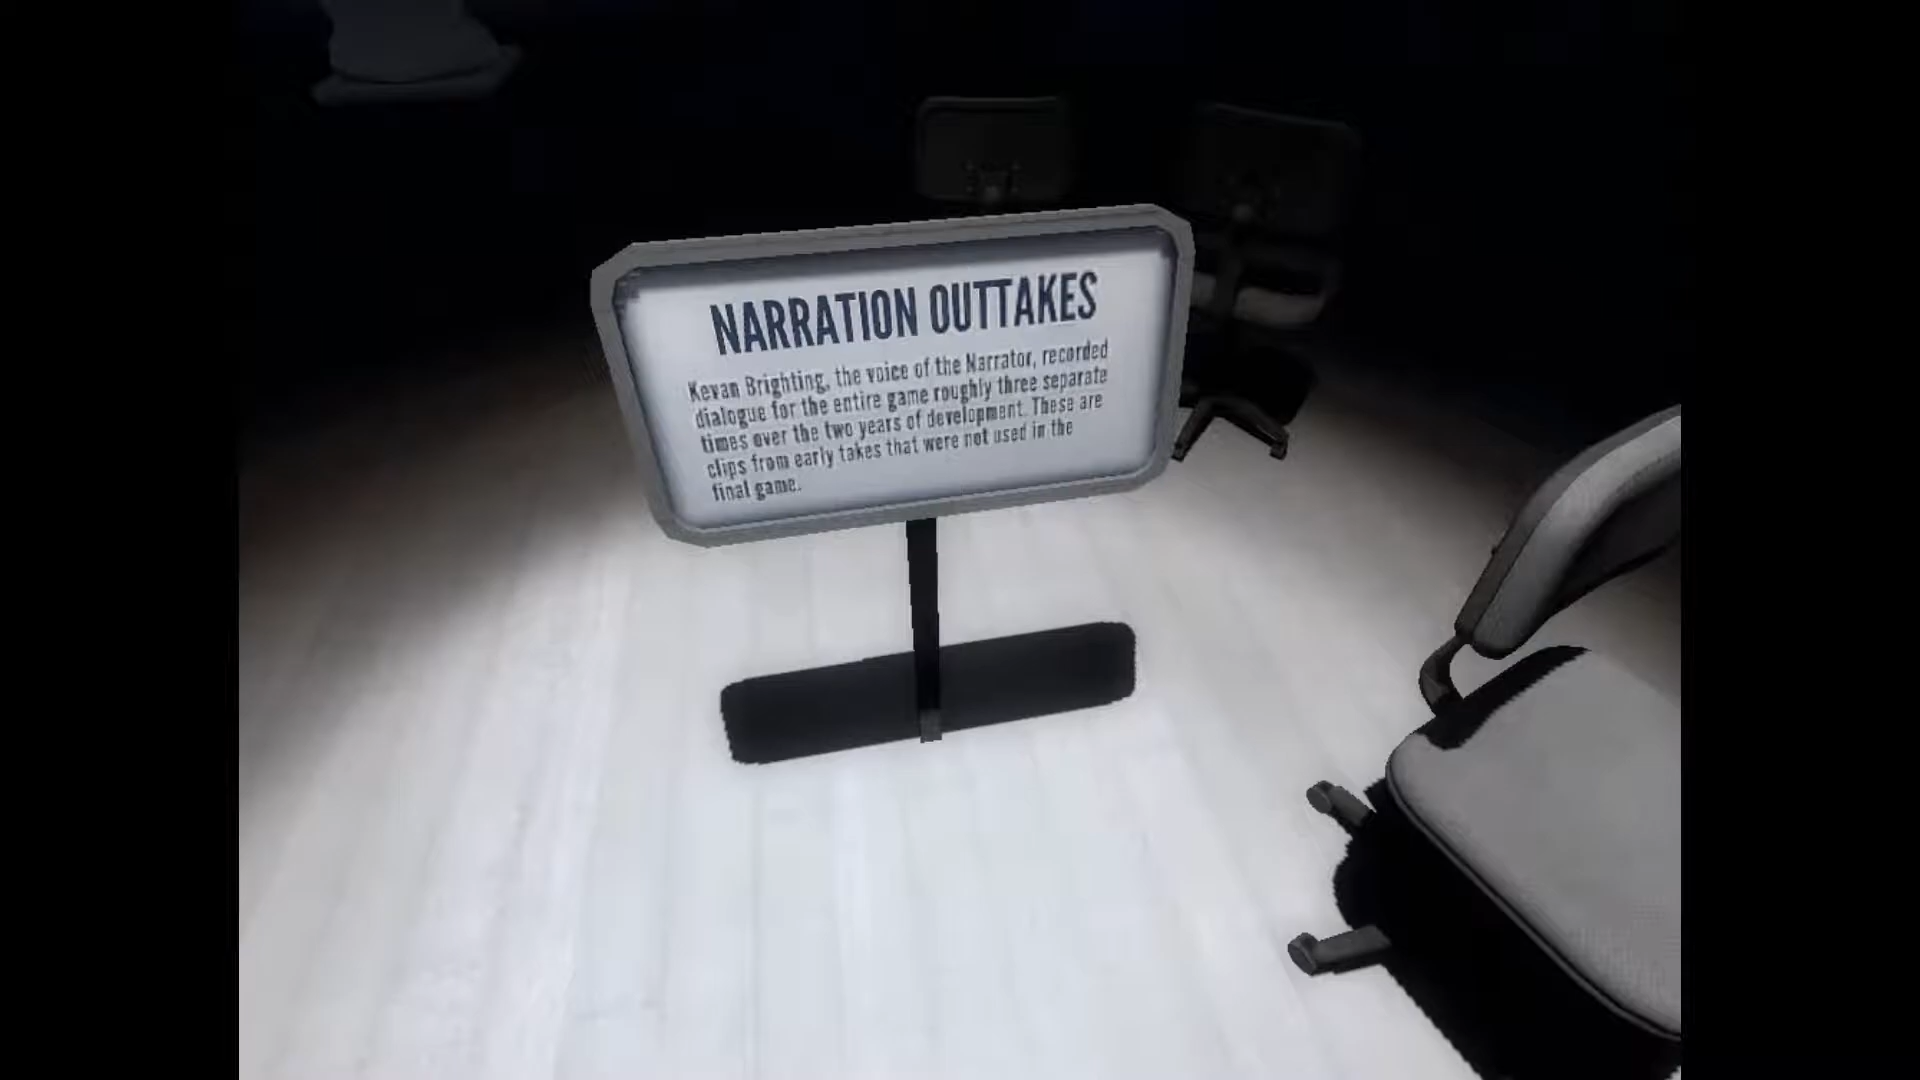 NARRATION OUTTAKES
Kevan Brighting, the voice of the Narrator, recorded
dialogue for the entire game roughly three separate
times over the two years of development. These are
clips from early takes that were not used in the
final game.